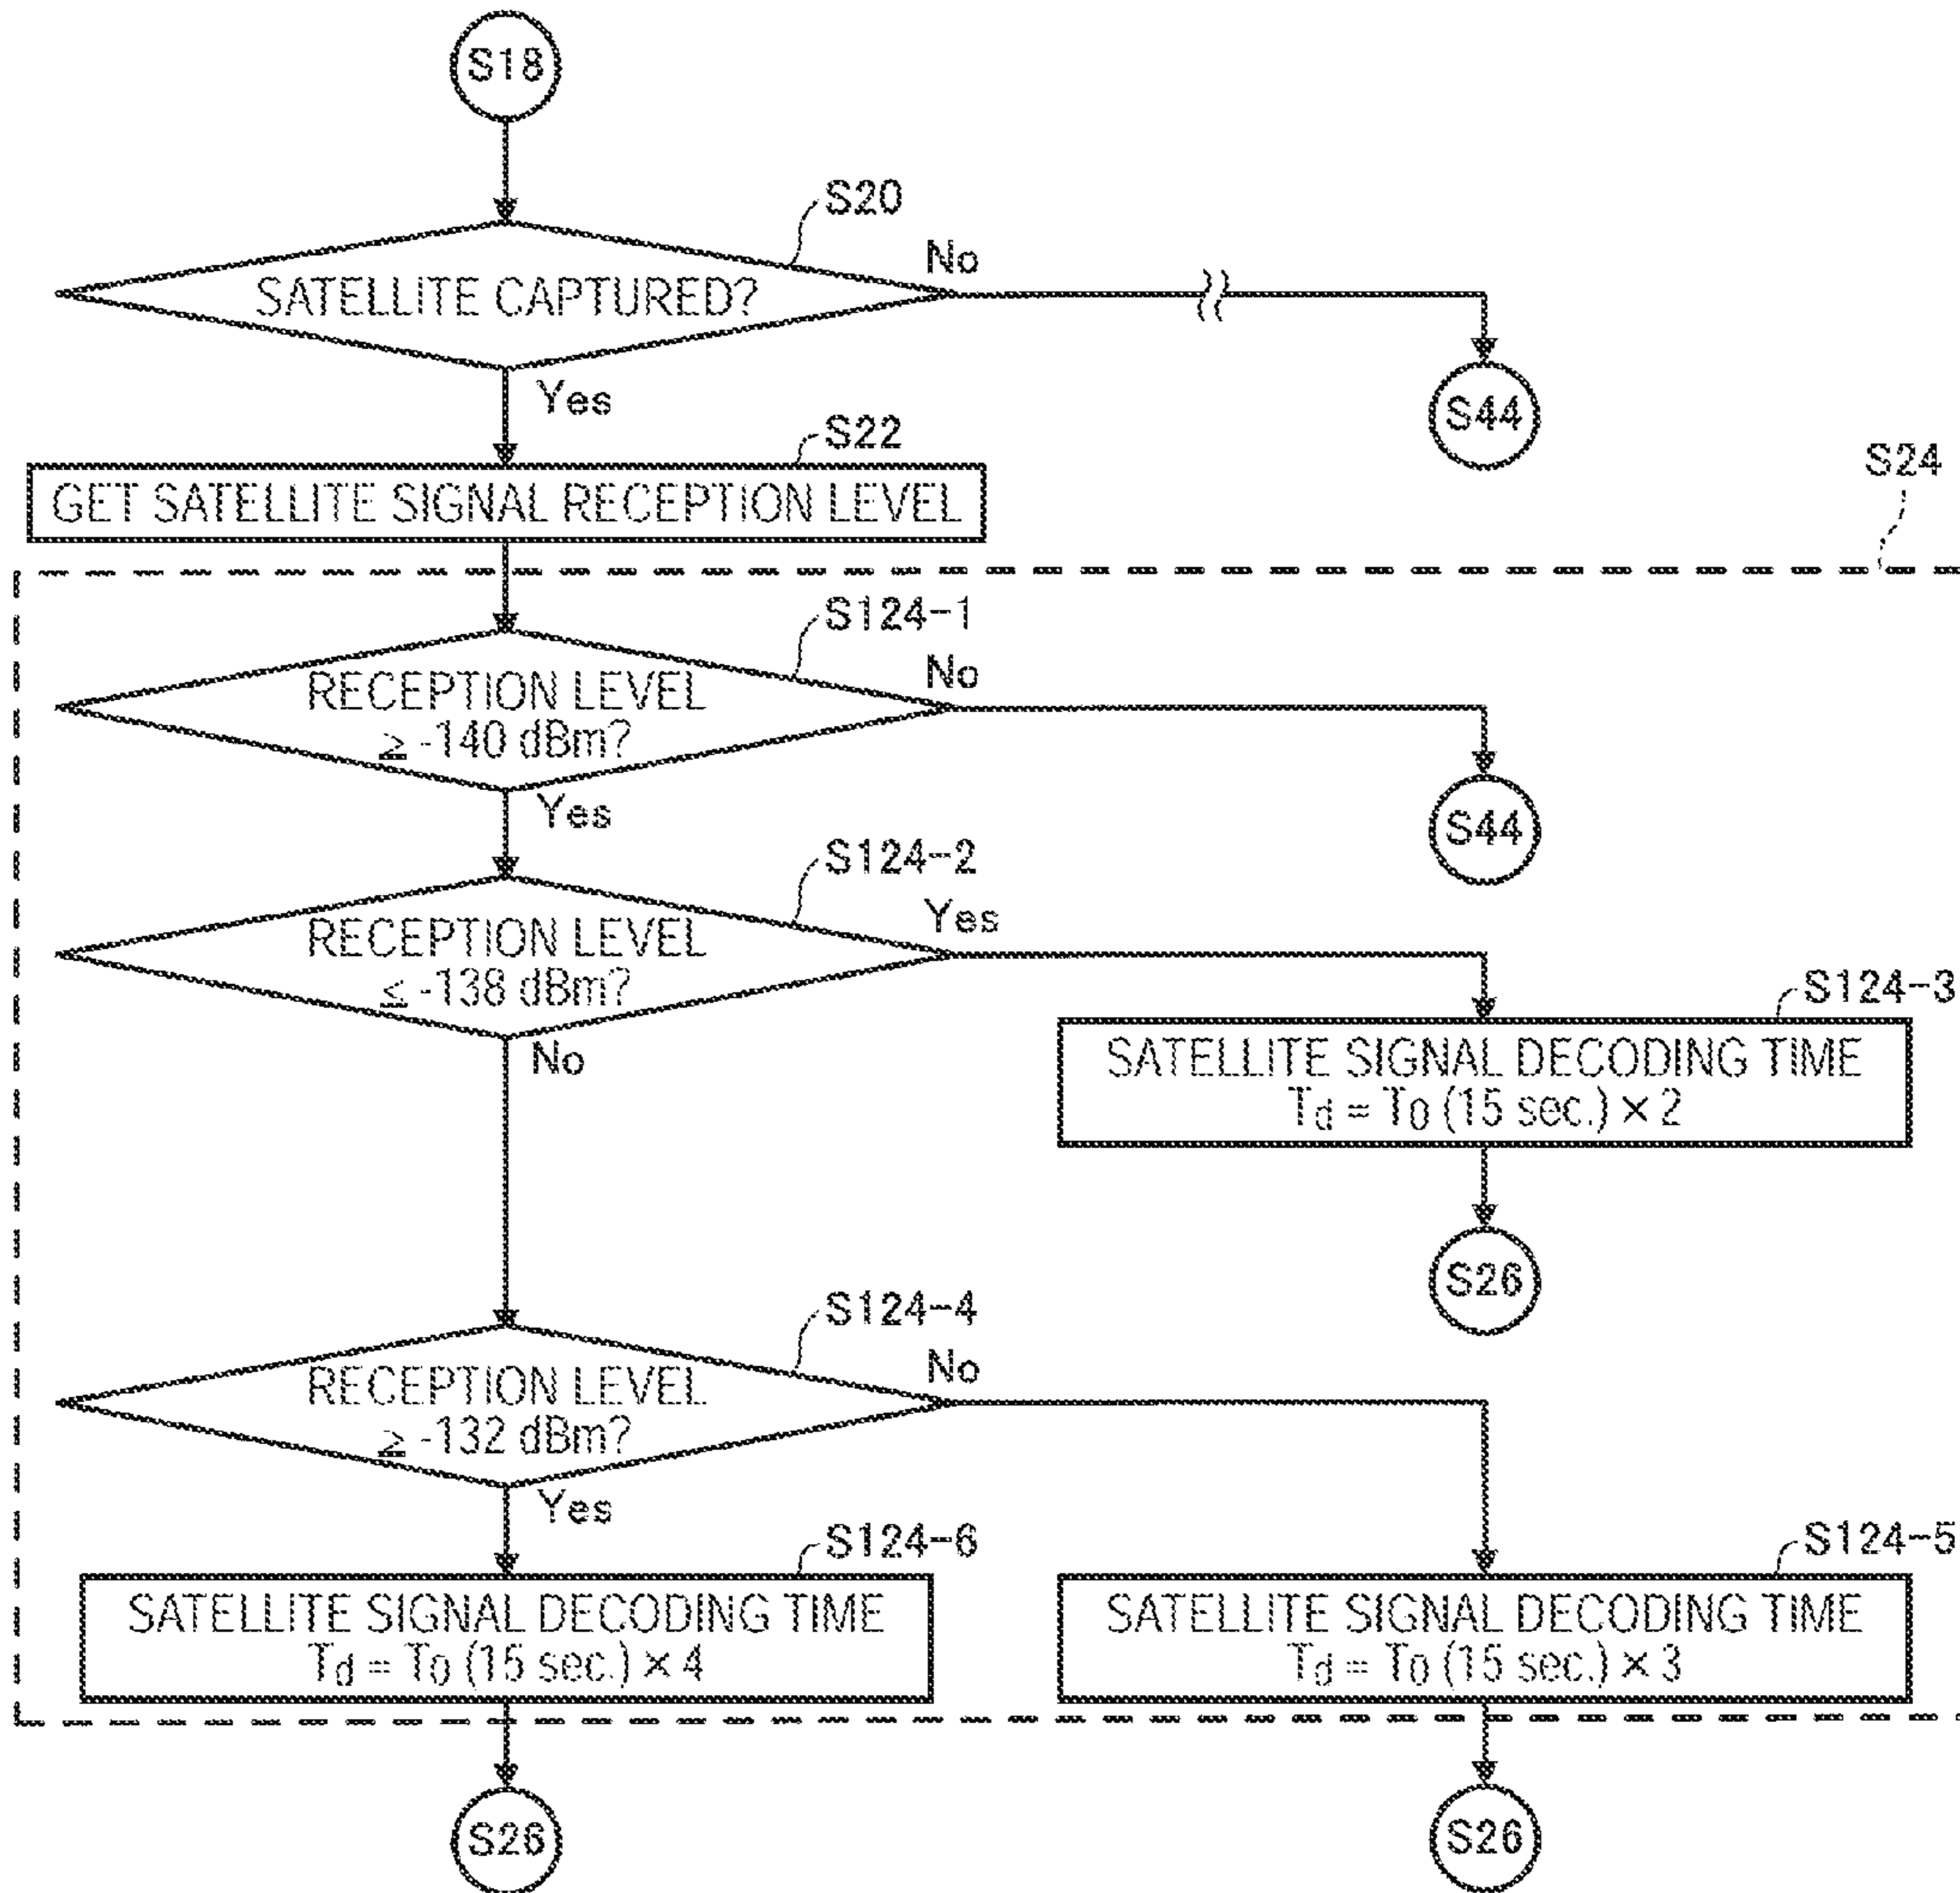 S18
S20
SATELLITE CAPTURED?
No
Yes
S44
S22
GET SATELLITE SIGNAL RECEPTION LEVEL
S24
S124-1
RECEPTION LEVEL
≥ -140 dBm?
No
Yes
S44
S124-2
RECEPTION LEVEL
≤ -138 dBm?
Yes
No
S124-3
SATELLITE SIGNAL DECODING TIME
Td = T0 (15 sec.) × 2
S26
S124-4
RECEPTION LEVEL
≥ -132 dBm?
No
Yes
S124-6
SATELLITE SIGNAL DECODING TIME
Td = T0 (15 sec.) × 4
S124-5
SATELLITE SIGNAL DECODING TIME
Td = T0 (15 sec.) × 3
S26
S26